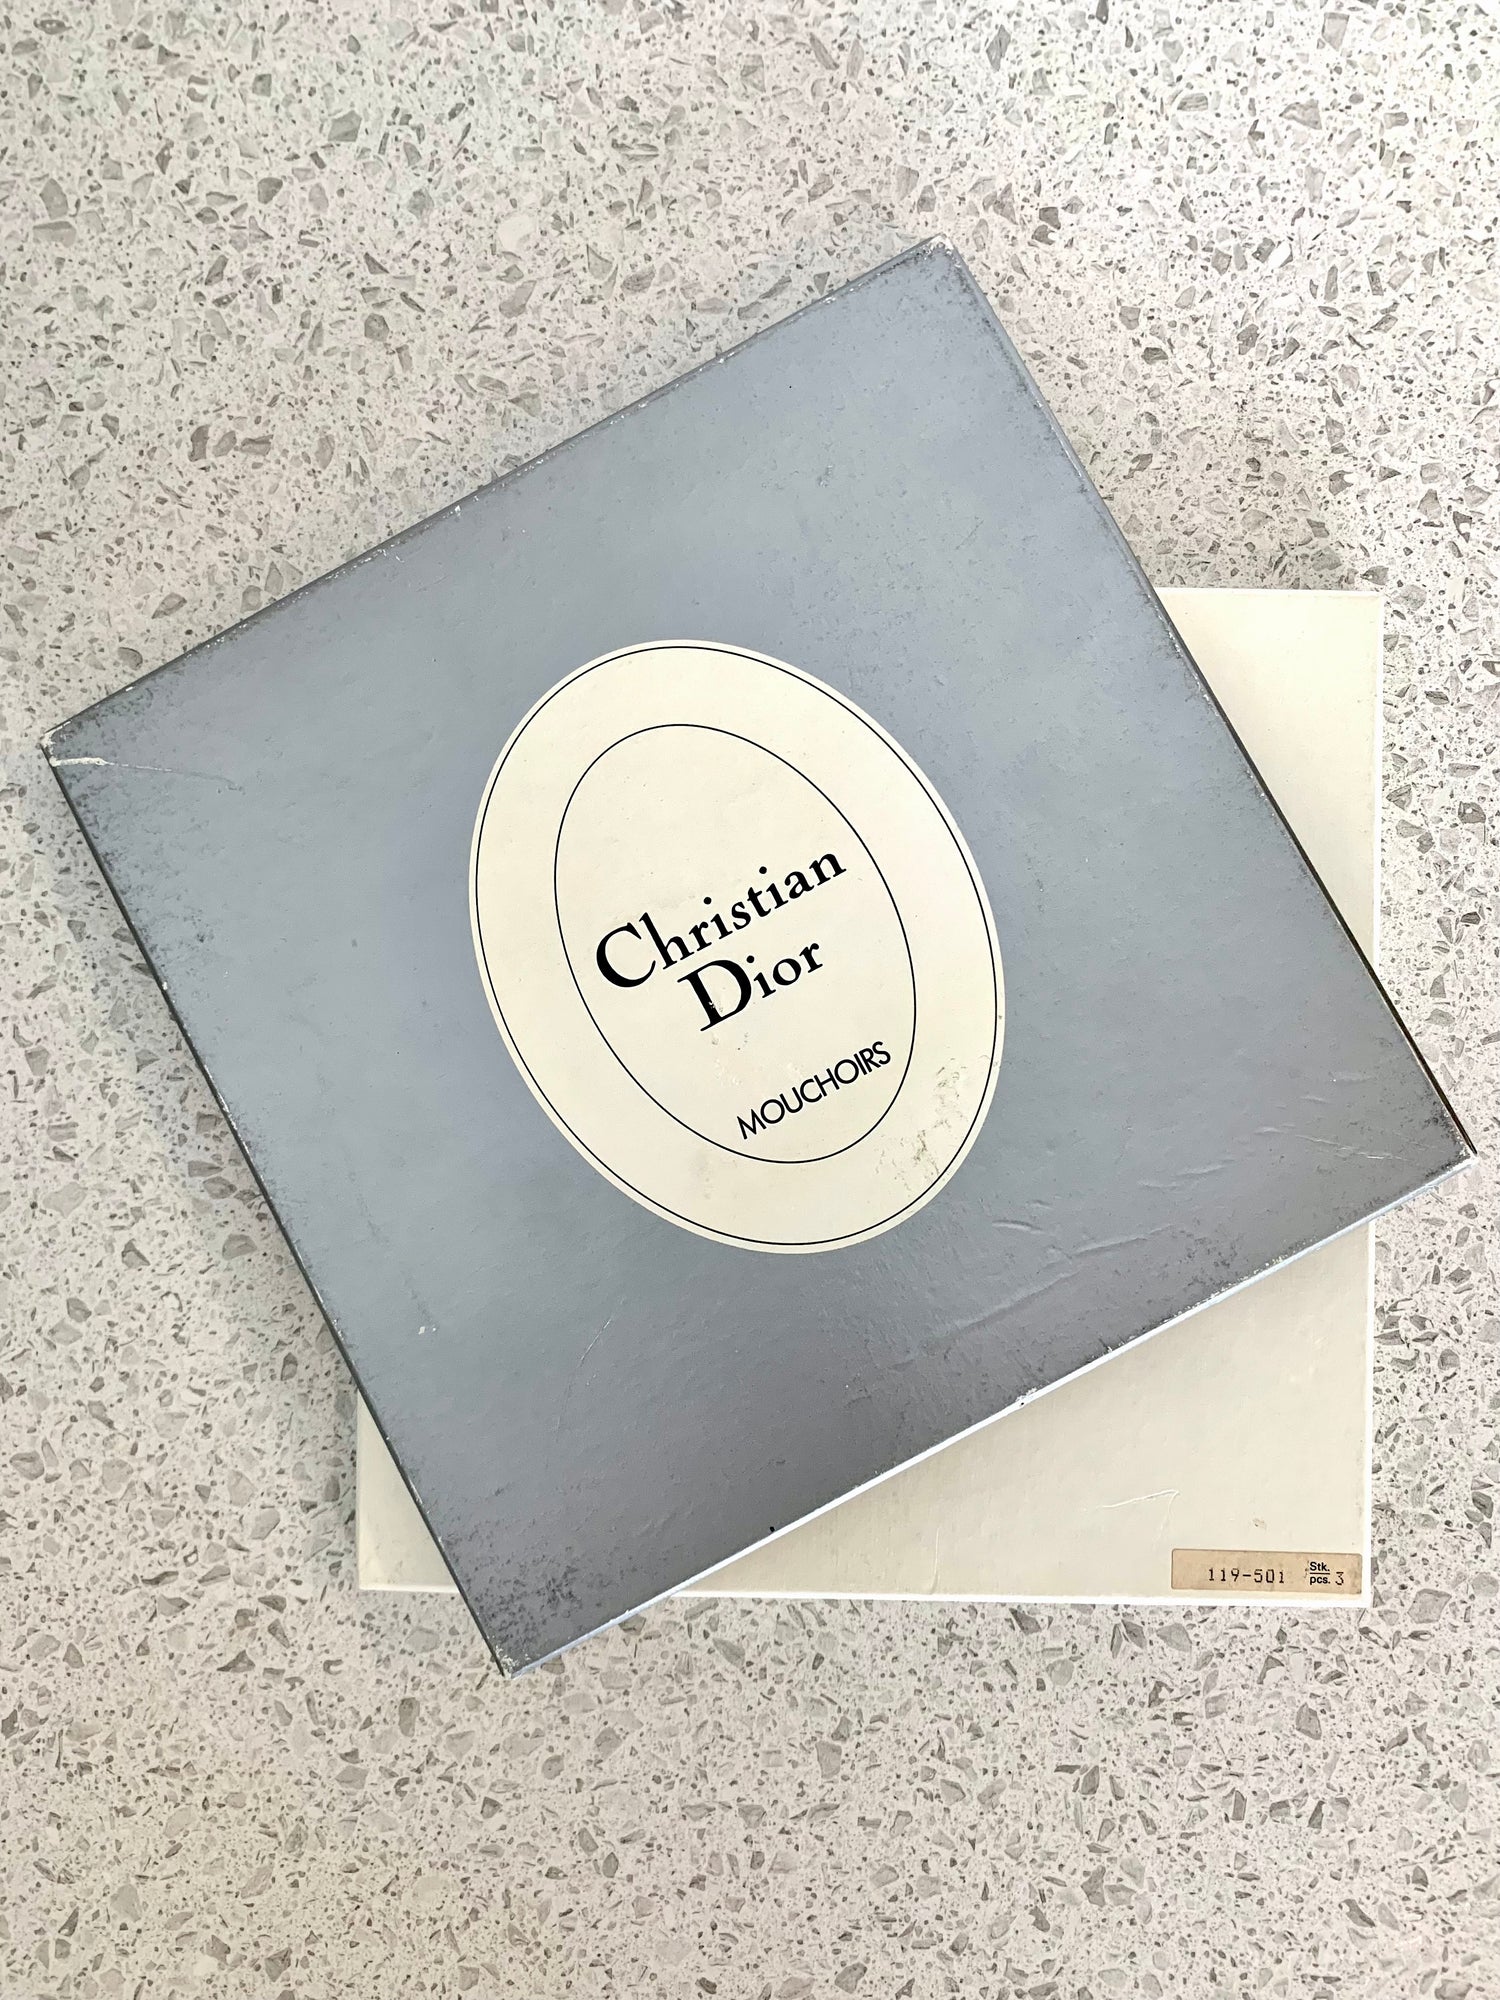 Christian
Dior
MOUCHOIRS
119-501 Stk. 3
pcs.